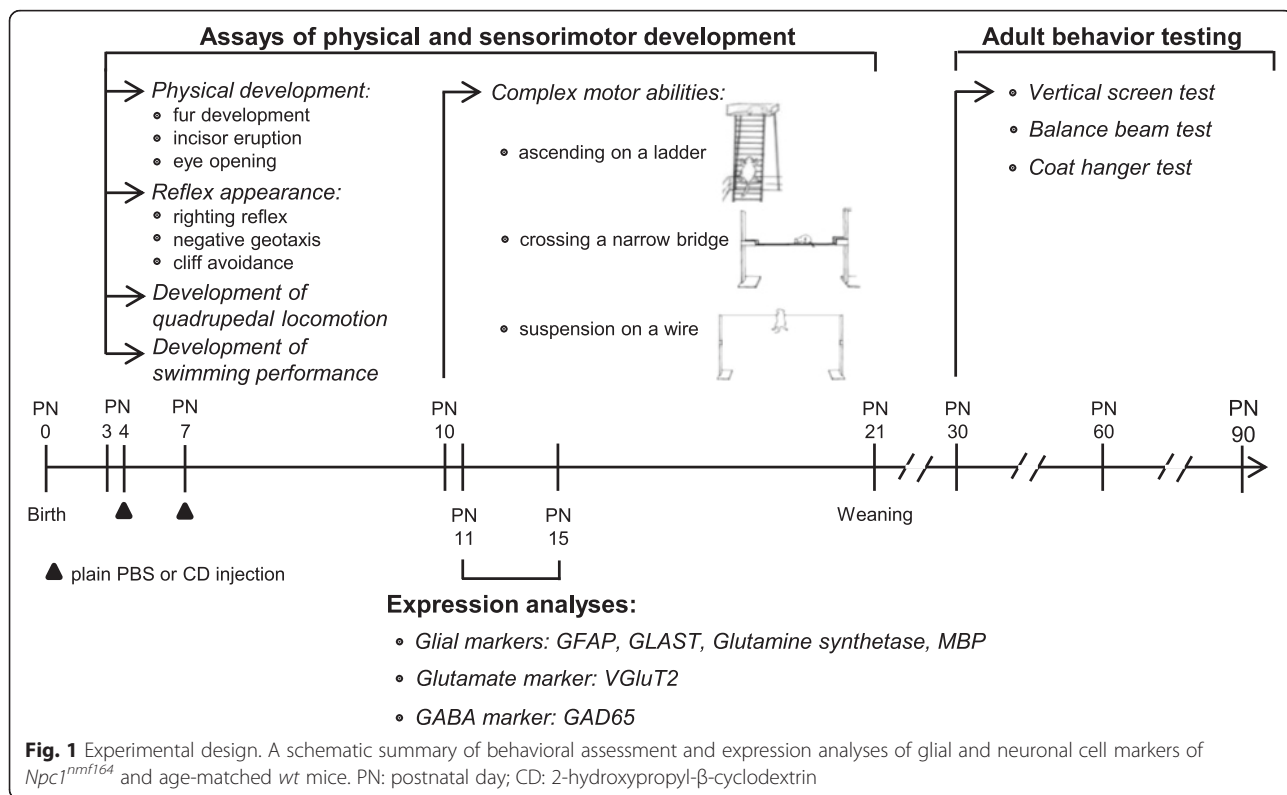 Assays of physical and sensorimotor development
Adult behavior testing
Physical development:
fur development
incisor eruption
eye opening
Reflex appearance:
righting reflex
negative geotaxis
cliff avoidance
Development of
quadrupedal locomotion
Development of
swimming performance
Complex motor abilities:
ascending on a ladder
crossing a narrow bridge
suspension on a wire
Vertical screen test
Balance beam test
Coat hanger test
PN PN PN PN PN PN PN PN
0 3 4 7 10 21 30 60 90
Birth
PN PN
11 15
Weaning
▲ plain PBS or CD injection
Expression analyses:
Glial markers: GFAP, GLAST, Glutamine synthetase, MBP
Glutamate marker: VGluT2
GABA marker: GAD65
Fig. 1 Experimental design. A schematic summary of behavioral assessment and expression analyses of glial and neuronal cell markers of
Npc1nmf164 and age-matched wt mice. PN: postnatal day; CD: 2-hydroxypropyl-β-cyclodextrin